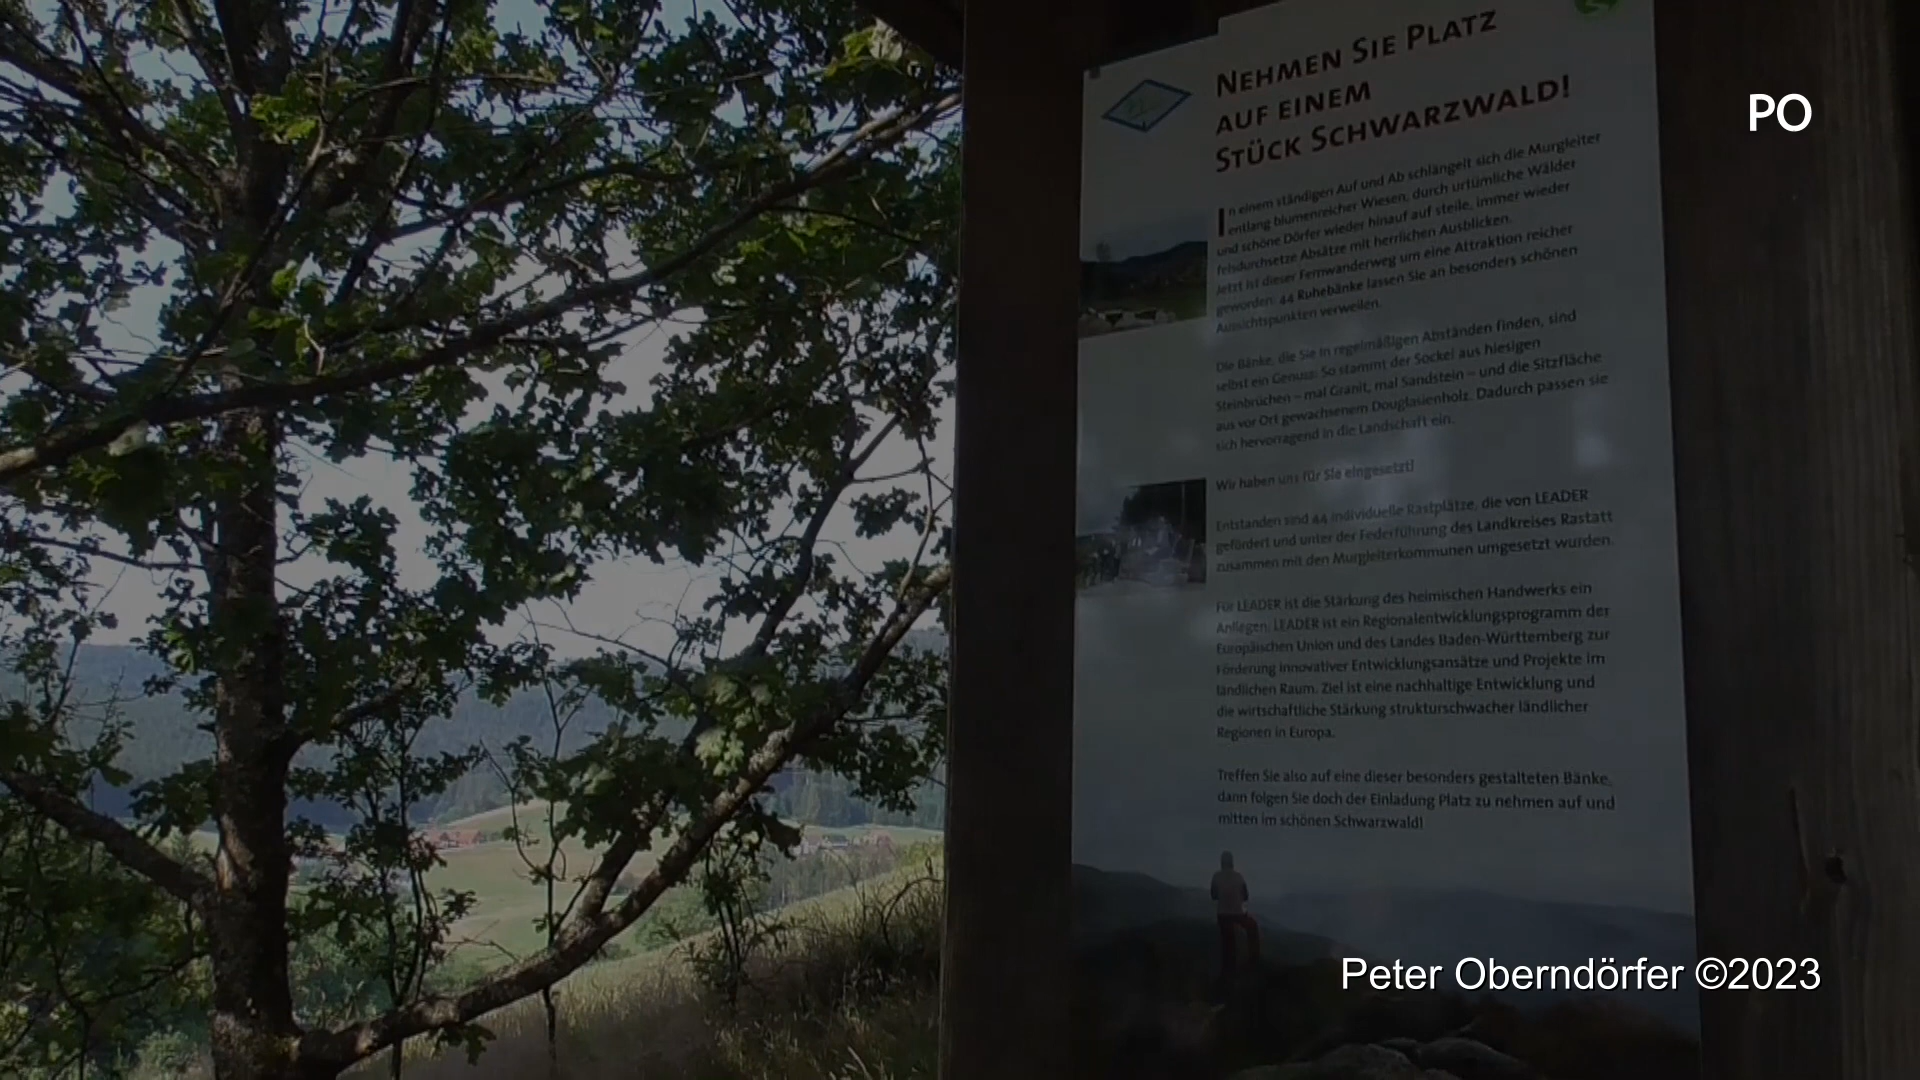 NEHMEN SIE PLATZ
AUF EINEM
STÜCK SCHWARZWALD!
PO
In einem ständigen Auf und Ab schlängelt sich die Murgleiter
entlang blumenreicher Wiesen, durch urtümliche Wälder
und schöne Dörfer wieder hinauf auf steile, immer wieder
felsdurchsetze Absätze mit herrlichen Ausblicken.
Jetzt ist dieser Fernwanderweg um eine Attraktion reicher
geworden: 44 Ruhebänke lassen Sie an besonders schönen
Aussichtspunkten verweilen.
Die Bänke, die Sie in regelmäßigen Abständen finden, sind
selbst ein Genuss: So stammt der Sockel aus hiesigen
Steinbrüchen – mal Granit, mal Sandstein – und die Sitzfläche
aus vor Ort gewachsenem Douglasienholz. Dadurch passen sie
sich hervorragend in die Landschaft ein.
Wir haben uns für Sie eingesetzt!
Entstanden sind 44 individuelle Rastplätze, die von LEADER
gefördert und unter der Federführung des Landkreises Rastatt
zusammen mit den Murgleiterkommunen umgesetzt wurden.
Für LEADER ist die Stärkung des heimischen Handwerks ein
Anliegen: LEADER ist ein Regionalentwicklungsprogramm der
Europäischen Union und des Landes Baden-Württemberg zur
Förderung innovativer Entwicklungsansätze und Projekte im
ländlichen Raum. Ziel ist eine nachhaltige Entwicklung und
die wirtschaftliche Stärkung strukturschwacher ländlicher
Regionen in Europa.
Treffen Sie also auf eine dieser besonders gestalteten Bänke,
dann folgen Sie doch der Einladung Platz zu nehmen auf und
mitten im schönen Schwarzwald!
Peter Oberndörfer ©2023